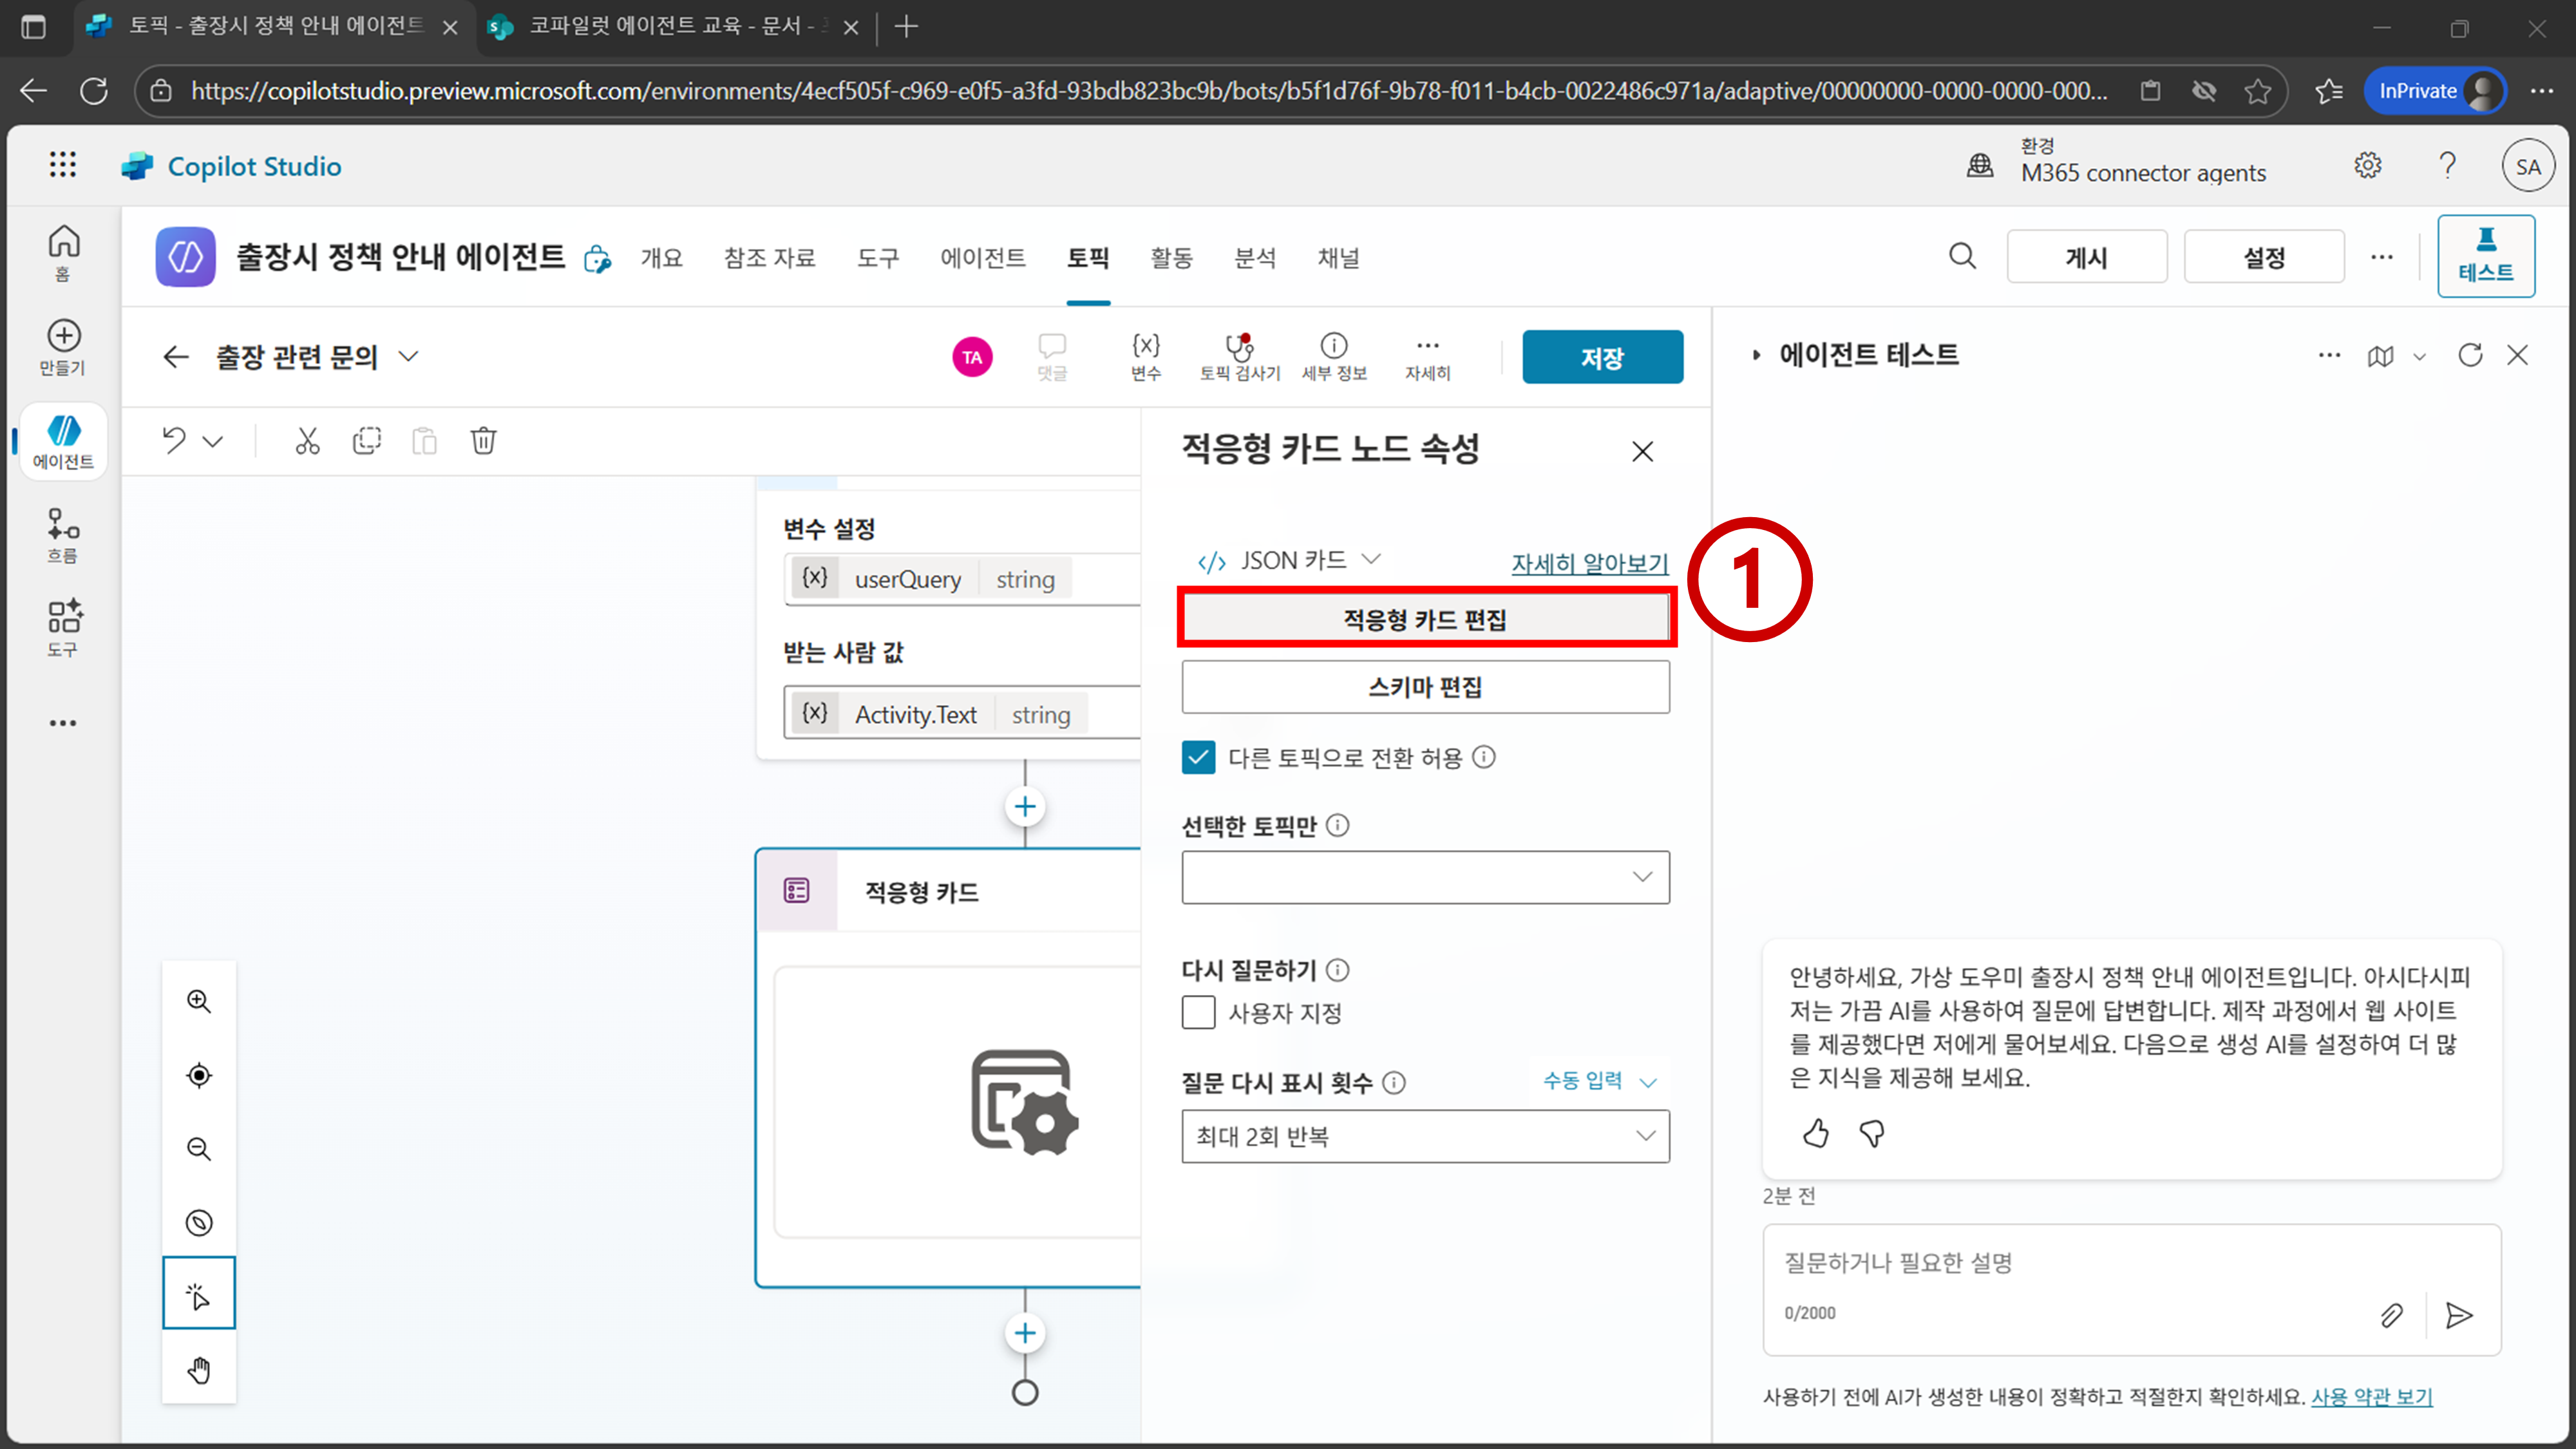 토픽 - 출장시 정책 안내 에이전트
코파일럿 에이전트 교육 - 문서 -
https://copilotstudio.preview.microsoft.com/environments/4ecf505f-c969-e0f5-a3fd-93bdb823bc9b/bots/b5f1d76f-9b78-f011-b4cb-0022486c971a/adaptive/00000000-0000-0000-000...
InPrivate
Copilot Studio
환경
M365 connector agents
SA
홈
만들기
에이전트
흐름
도구
출장시 정책 안내 에이전트
개요
참조 자료
도구
에이전트
토픽
활동
분석
채널
게시
설정
테스트
출장 관련 문의
TA
댓글
{x}
변수
토픽 검사기
세부 정보
자세히
저장
변수 설정
{x} userQuery string
받는 사람 값
{x} Activity.Text string
적응형 카드
적응형 카드 노드 속성
</> JSON 카드
자세히 알아보기
적응형 카드 편집
1
스키마 편집
다른 토픽으로 전환 허용
선택한 토픽만
다시 질문하기
사용자 지정
질문 다시 표시 횟수
수동 입력
최대 2회 반복
에이전트 테스트
안녕하세요, 가상 도우미 출장시 정책 안내 에이전트입니다. 아시다시피
저는 가끔 AI를 사용하여 질문에 답변합니다. 제작 과정에서 웹 사이트
를 제공했다면 저에게 물어보세요. 다음으로 생성 AI를 설정하여 더 많
은 지식을 제공해 보세요.
2분 전
질문하거나 필요한 설명
0/2000
사용하기 전에 AI가 생성한 내용이 정확하고 적절한지 확인하세요. 사용 약관 보기